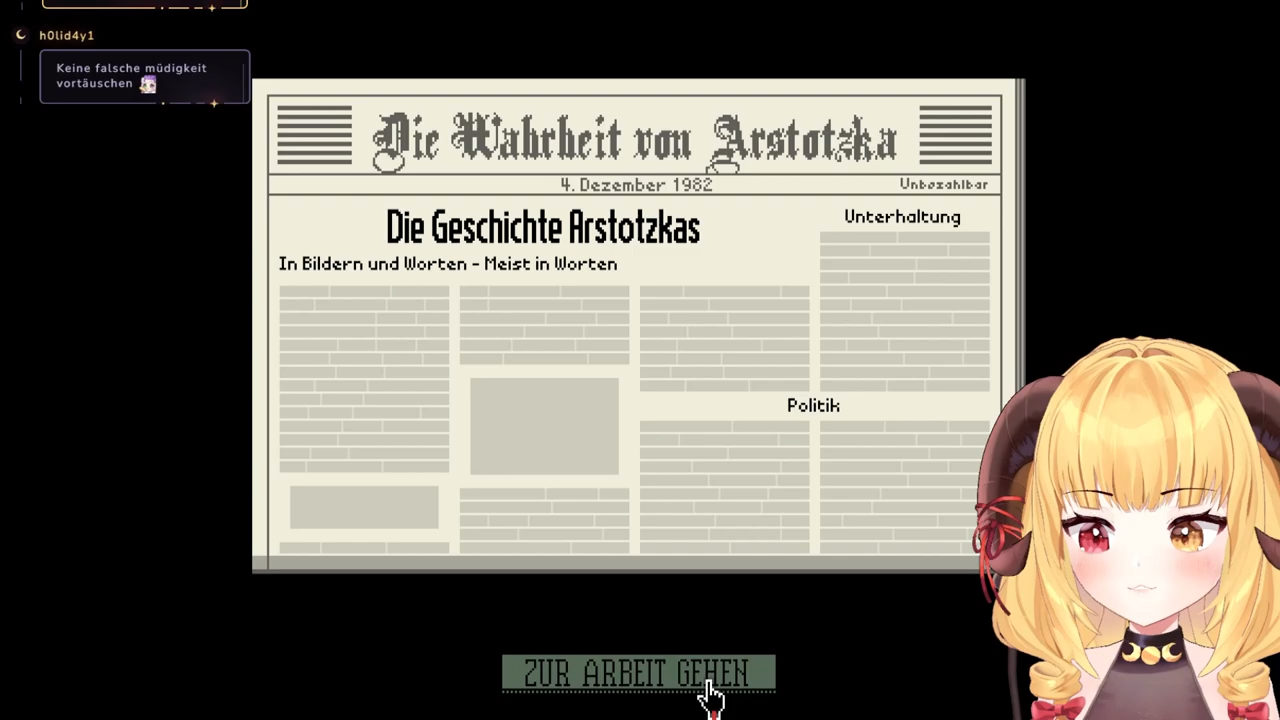 h0lid4y1
Keine falsche müdigkeit
vortäuschen
Die Wahrheit von Arstotzka
4. Dezember 1982
Unbezahlbar
Die Geschichte Arstotzkas
In Bildern und Worten - Meist in Worten
Unterhaltung
Politik
ZUR ARBEIT GEHEN